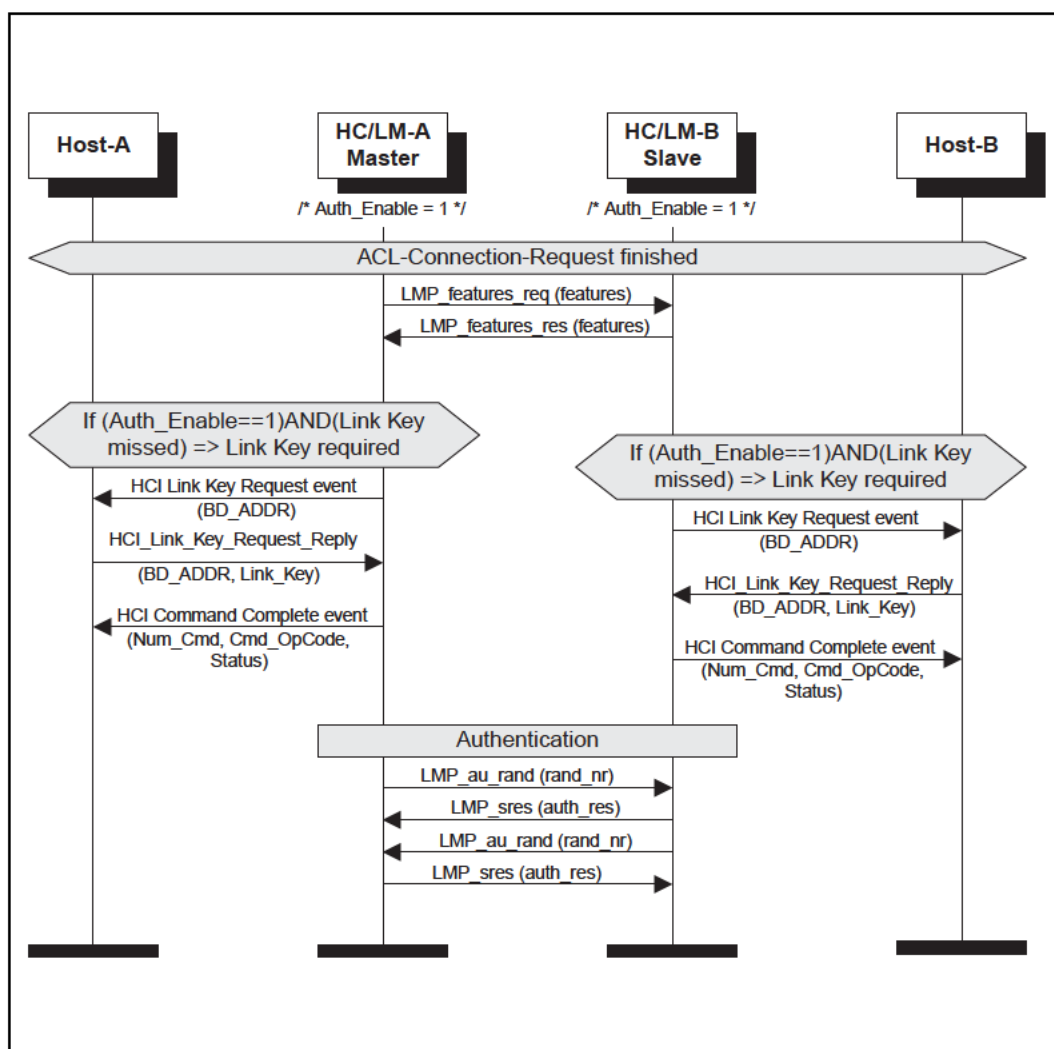 Host-A
HC/LM-A
Master
HC/LM-B
Slave
Host-B
/* Auth_Enable = 1 */
/* Auth_Enable = 1 */
ACL-Connection-Request finished
LMP_features_req (features)
LMP_features_res (features)
If (Auth_Enable==1)AND(Link Key
missed) => Link Key required
If (Auth_Enable==1)AND(Link Key
missed) => Link Key required
HCI Link Key Request event
(BD_ADDR)
HCI Link Key Request event
(BD_ADDR)
HCI_Link_Key_Request_Reply
(BD_ADDR, Link_Key)
HCI_Link_Key_Request_Reply
(BD_ADDR, Link_Key)
HCI Command Complete event
(Num_Cmd, Cmd_OpCode,
Status)
HCI Command Complete event
(Num_Cmd, Cmd_OpCode,
Status)
Authentication
LMP_au_rand (rand_nr)
LMP_sres (auth_res)
LMP_au_rand (rand_nr)
LMP_sres (auth_res)